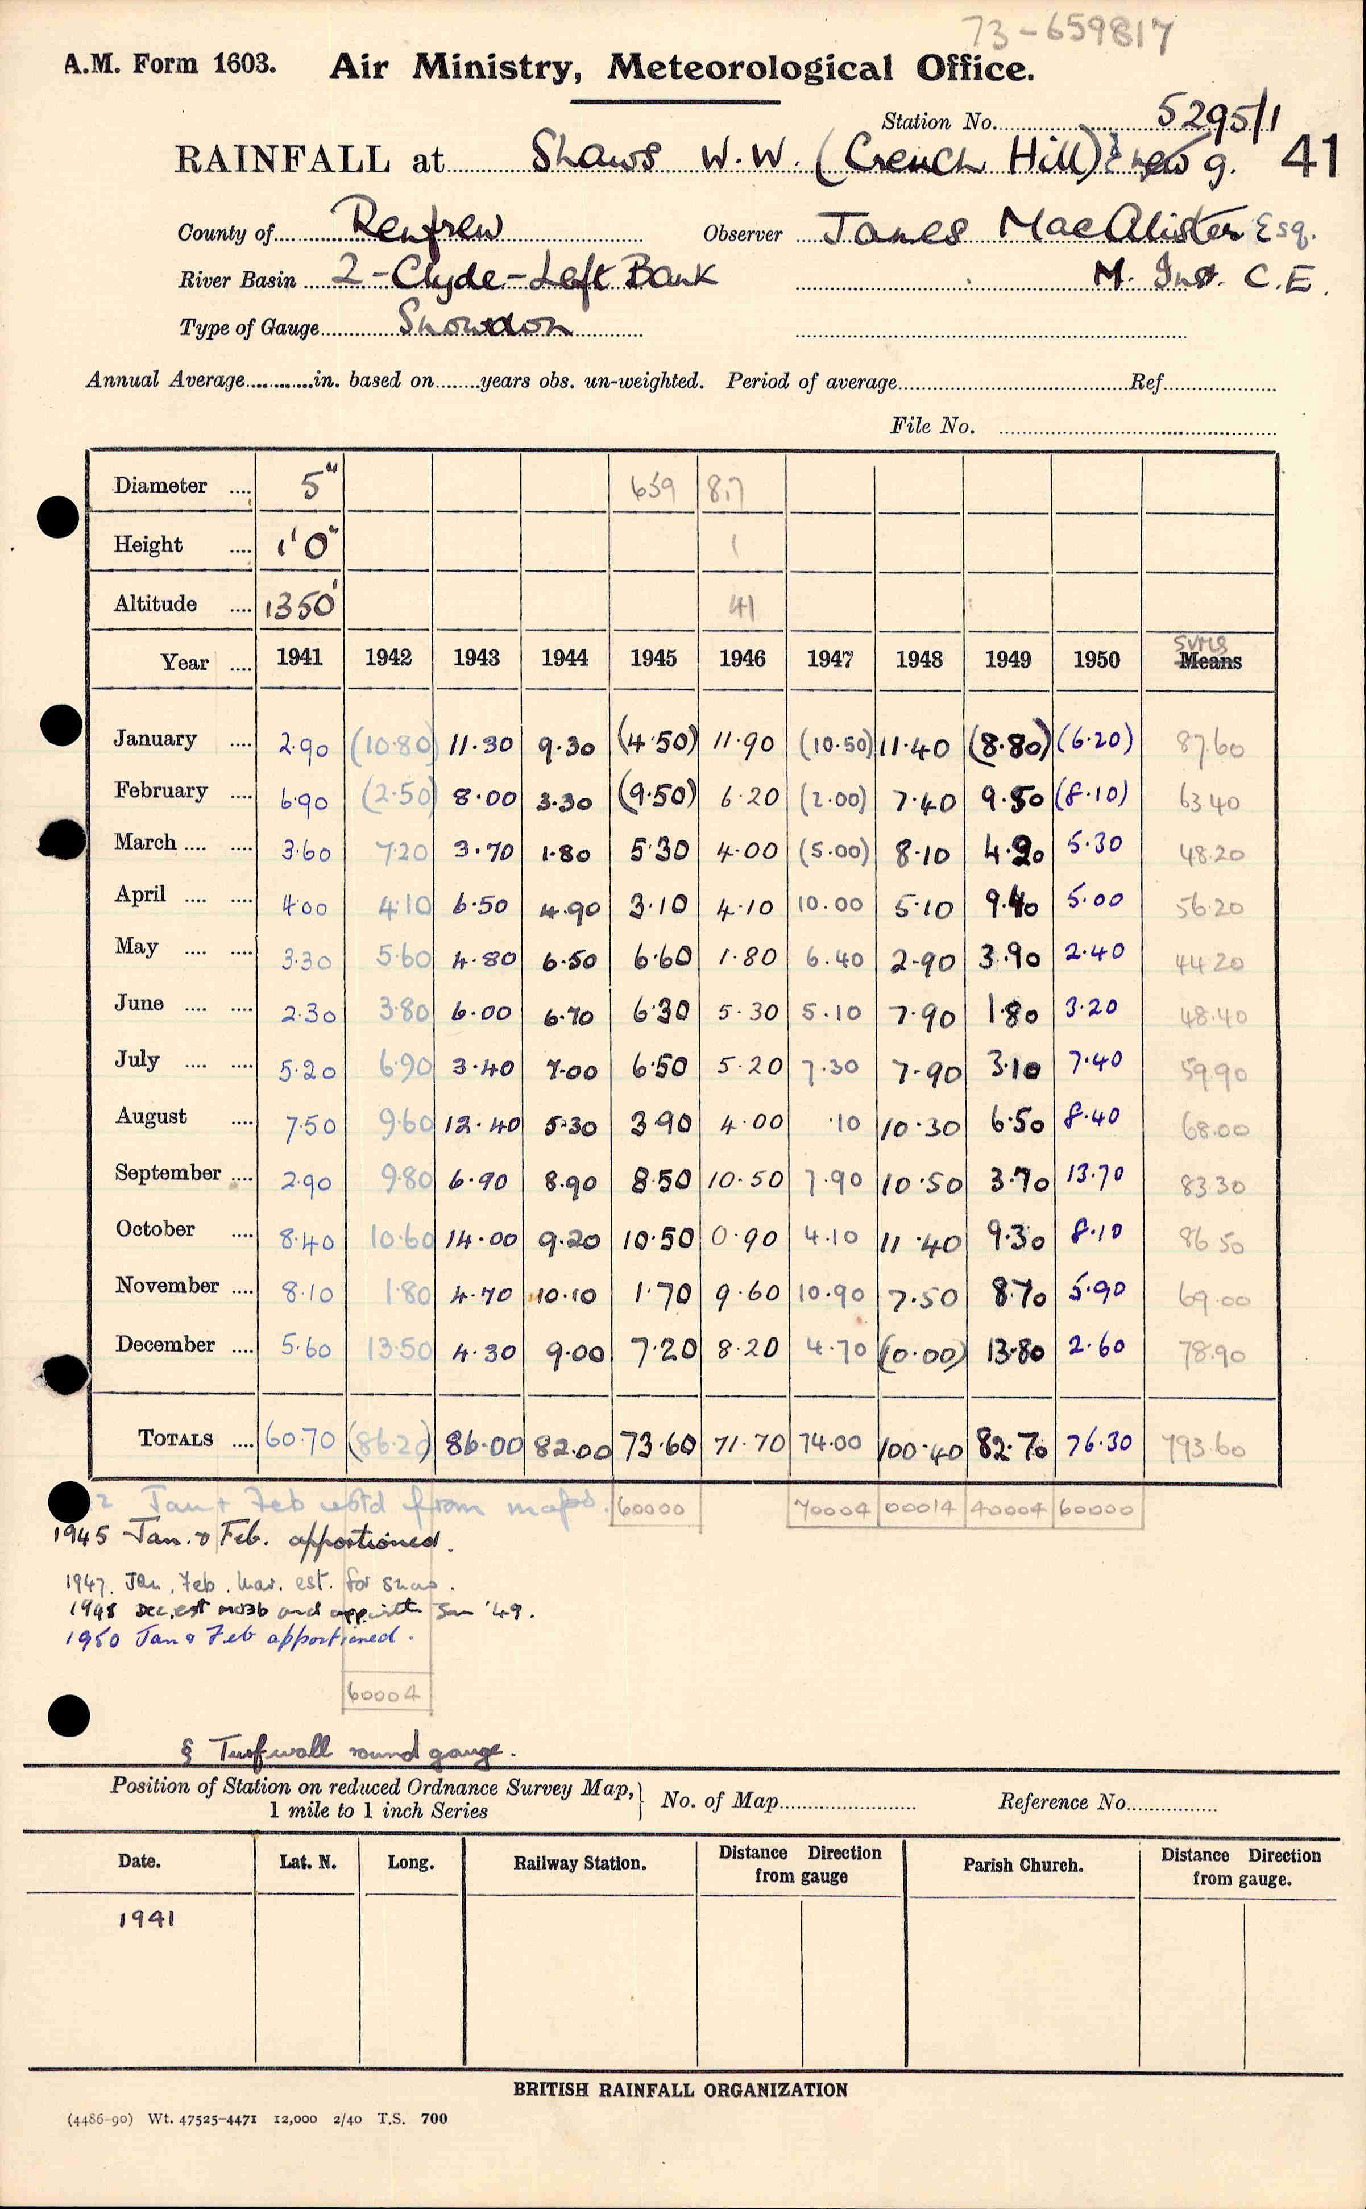 73-659817
A.M. Form 1603. Air Ministry, Meteorological Office.
Station No. 5295/1
RAINFALL at Shaws W.W. (Creuch Hill) § new g. 41
County of Renfrew Observer James MacAlister Esq.
River Basin 2-Clyde-Left Bank M. Inst. C.E.
Type of Gauge Snowdon
Annual Average in. based on years obs. un-weighted. Period of average Ref.
File No.
Diameter 5" 659 817
Height 1'0" 1
Altitude 1350' 41
Year 1941 1942 1943 1944 1945 1946 1947 1948 1949 1950 SUMS Means
January 2.90 (10.80) 11.30 9.30 (4.50) 11.90 (10.50) 11.40 (8.80) (6.20) 87.60
February 6.90 (2.50) 8.00 3.30 (9.50) 6.20 (2.00) 7.40 9.50 (8.10) 63.40
March 3.60 7.20 3.70 1.80 5.30 4.00 (5.00) 8.10 4.20 5.30 48.20
April 4.00 4.10 6.50 4.90 3.10 4.10 10.00 5.10 9.40 5.00 56.20
May 3.30 5.60 4.80 6.50 6.60 1.80 6.40 2.90 3.90 2.40 44.20
June 2.30 3.80 6.00 6.70 6.30 5.30 5.10 7.90 1.80 3.20 48.40
July 5.20 6.90 3.40 7.00 6.50 5.20 7.30 7.90 3.10 7.40 59.90
August 7.50 9.60 12.40 5.30 3.90 4.00 .10 10.30 6.50 8.40 68.00
September 2.90 9.80 6.90 8.90 8.50 10.50 7.90 10.50 3.70 13.70 83.30
October 8.40 10.60 14.00 9.20 10.50 0.90 4.10 11.40 9.30 8.10 86.50
November 8.10 1.80 4.70 10.10 1.70 9.60 10.90 7.50 8.70 5.90 69.00
December 5.60 13.50 4.30 9.00 7.20 8.20 4.70 (10.00) 13.80 2.60 78.90
TOTALS 60.70 (86.20) 86.00 82.00 73.60 71.70 74.00 100.40 82.70 76.30 793.60
2 Jan + Feb from maps. 60000 70004 00014 40004 60000
1945 Jan. & Feb. apportioned.
1947. Jan, Feb, Mar. est. for snow.
1948 Dec. est and app. with Jan '49.
1950 Jan & Feb apportioned.
60004
§ Turf wall round gauge.
Position of Station on reduced Ordnance Survey Map, 1 mile to 1 inch Series } No. of Map Reference No.
Date. Lat. N. Long. Railway Station. Distance Direction from gauge Parish Church. Distance Direction from gauge.
1941
BRITISH RAINFALL ORGANIZATION
(4486-90) Wt. 47525-4471 12,000 2/40 T.S. 700